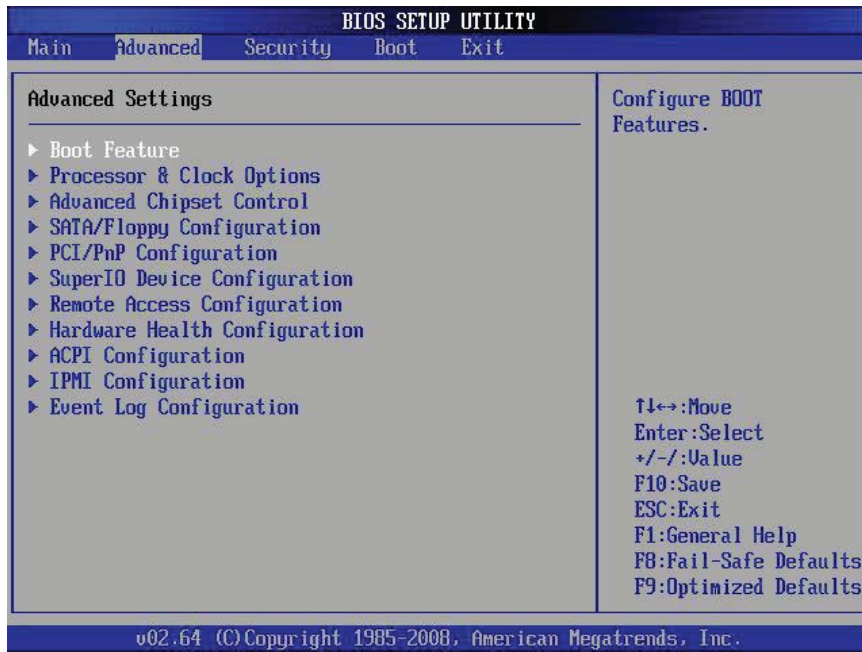 BIOS SETUP UTILITY
Main Advanced Security Boot Exit
Advanced Settings
▶ Boot Feature
▶ Processor & Clock Options
▶ Advanced Chipset Control
▶ SATA/Floppy Configuration
▶ PCI/PnP Configuration
▶ SuperIO Device Configuration
▶ Remote Access Configuration
▶ Hardware Health Configuration
▶ ACPI Configuration
▶ IPMI Configuration
▶ Event Log Configuration
Configure BOOT
Features.
↑↓←→:Move
Enter:Select
+/-/:Value
F10:Save
ESC:Exit
F1:General Help
F8:Fail-Safe Defaults
F9:Optimized Defaults
v02.64 (C)Copyright 1985-2008, American Megatrends, Inc.